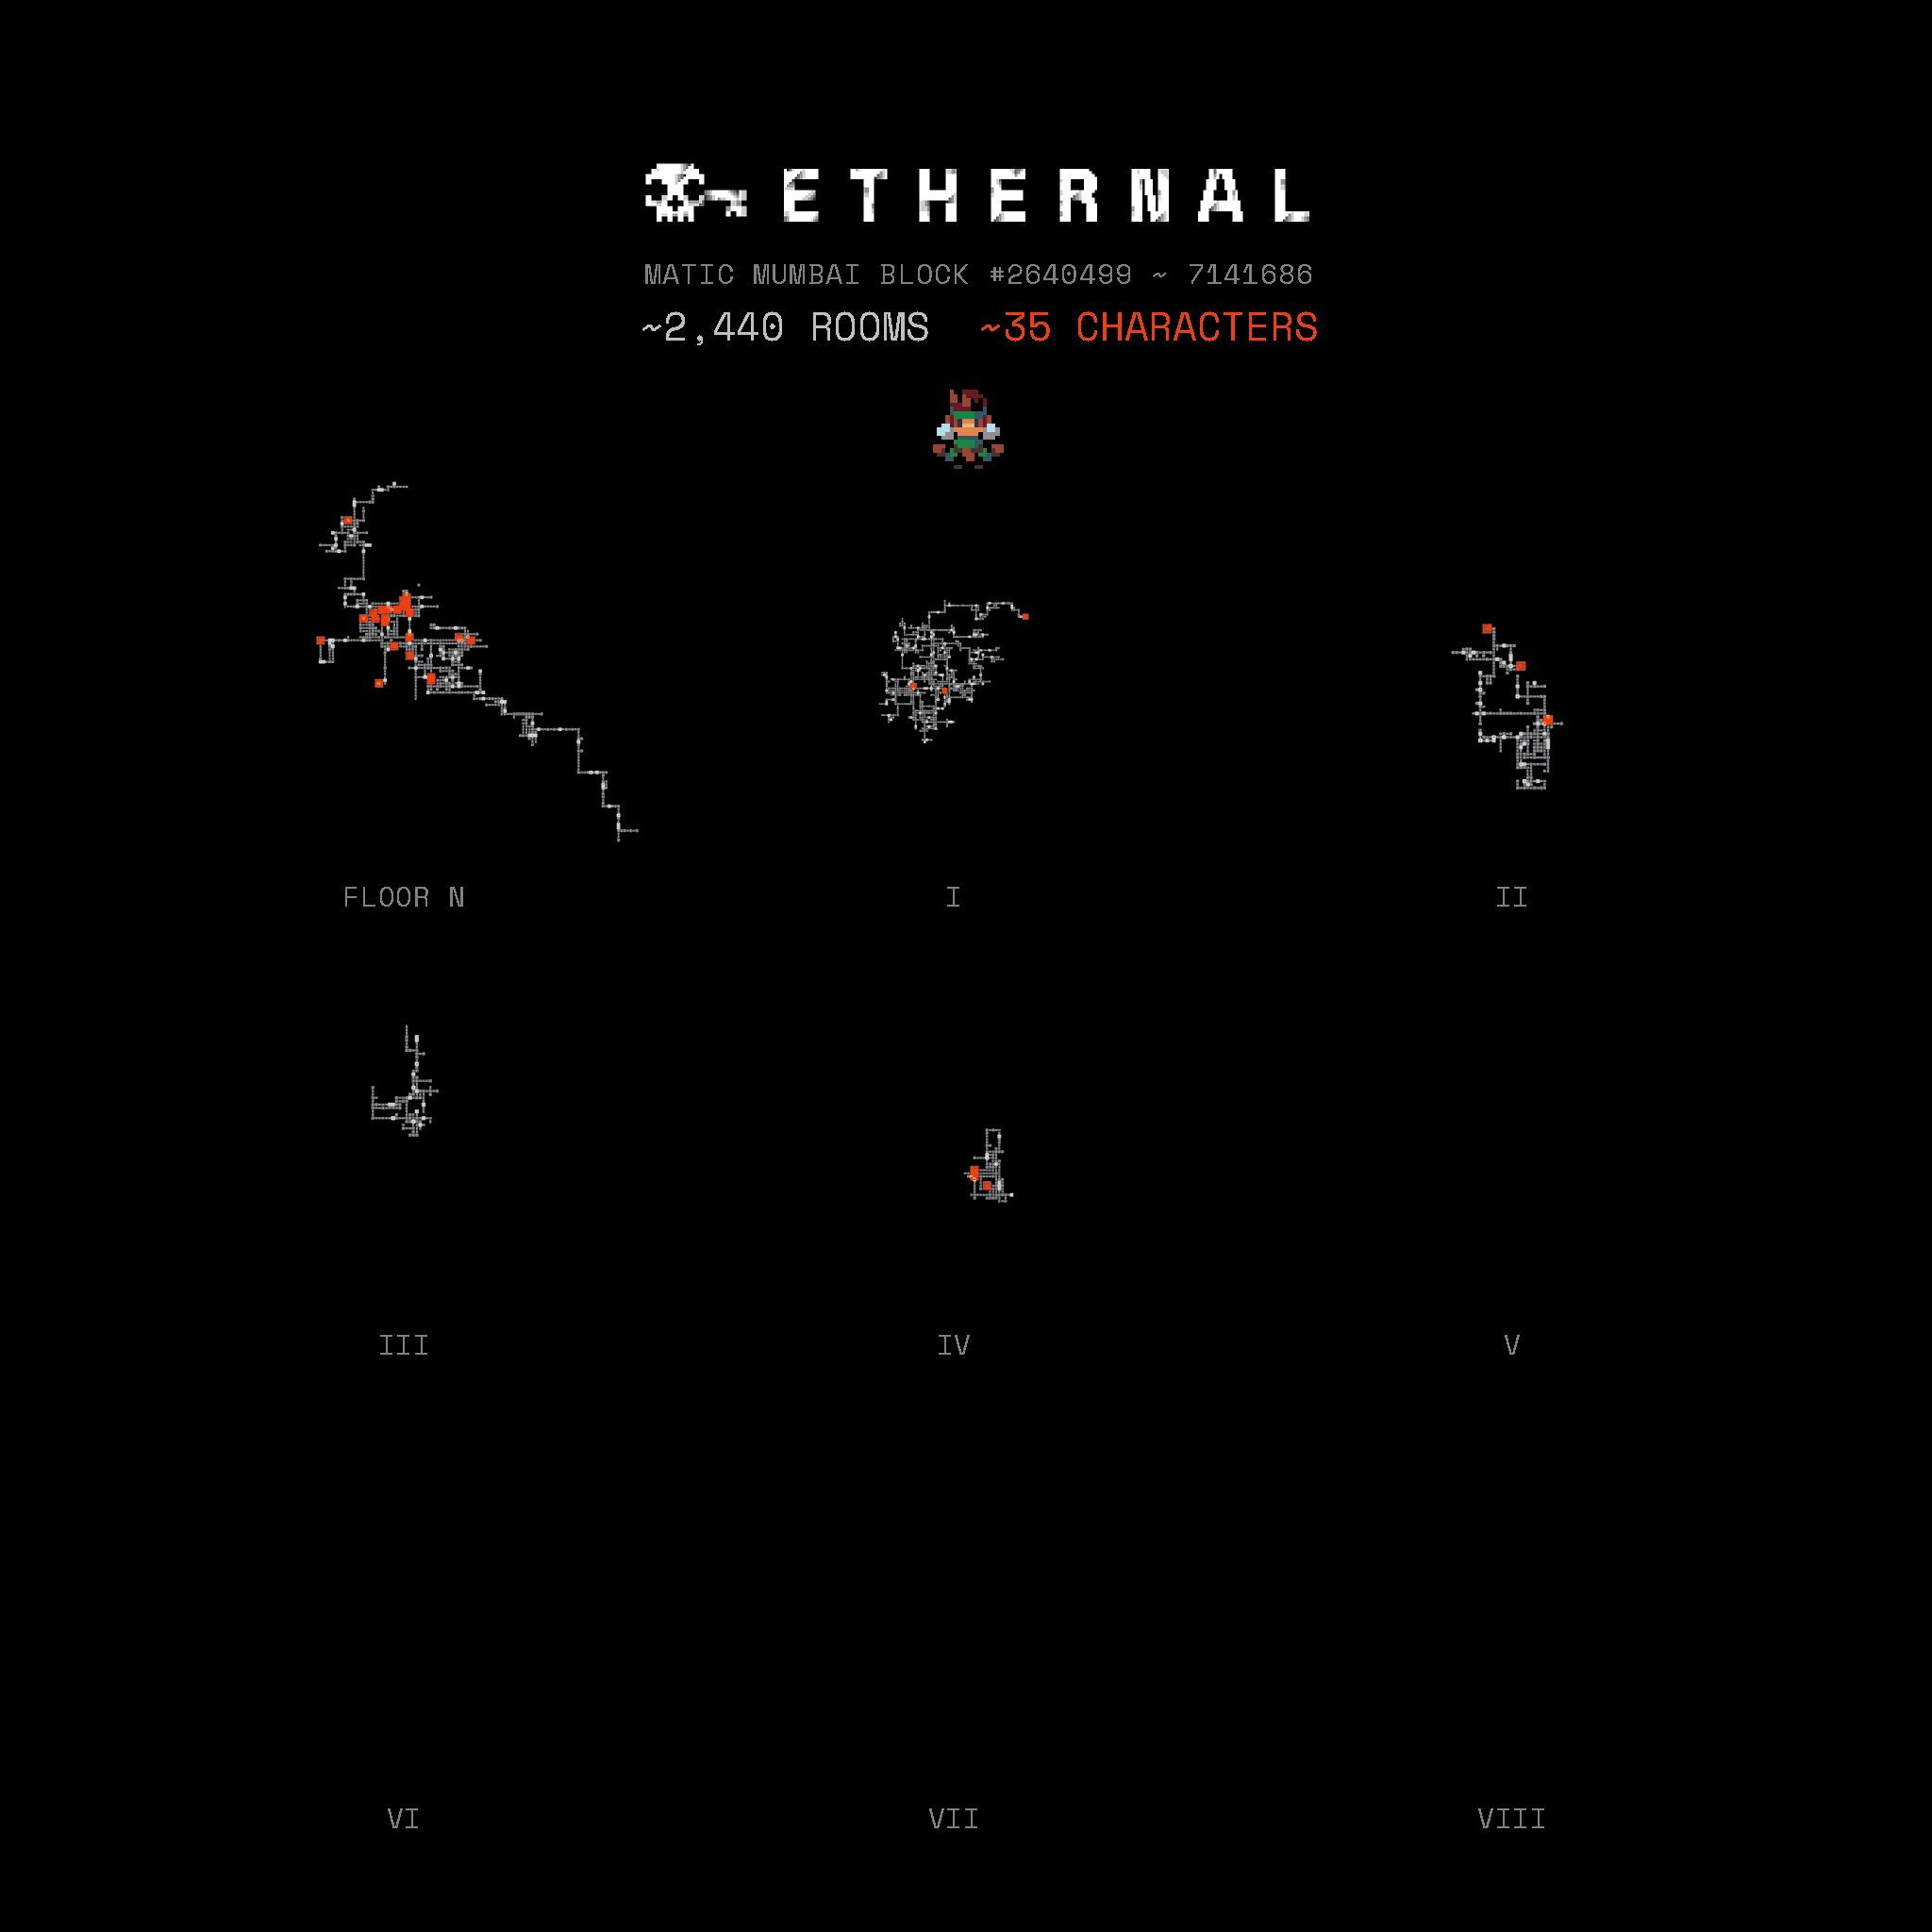 ETHERNAL
MATIC MUMBAI BLOCK #2640499 ~ 7141686
~2,440 ROOMS ~35 CHARACTERS
FLOOR N
I
II
III
IV
V
VI
VII
VIII